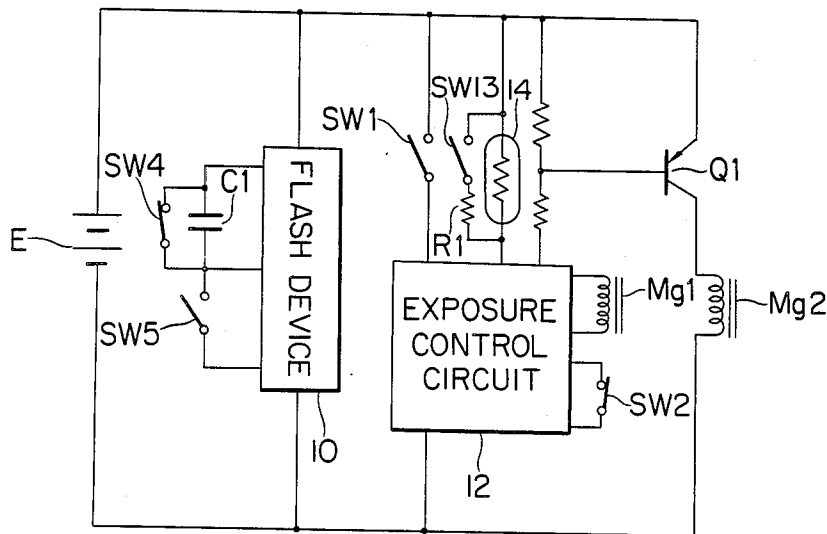 SW13
14
SW1
SW4
C1
FLASH DEVICE
Q1
E
R1
Mg1
Mg2
EXPOSURE
CONTROL
CIRCUIT
SW5
SW2
10
12